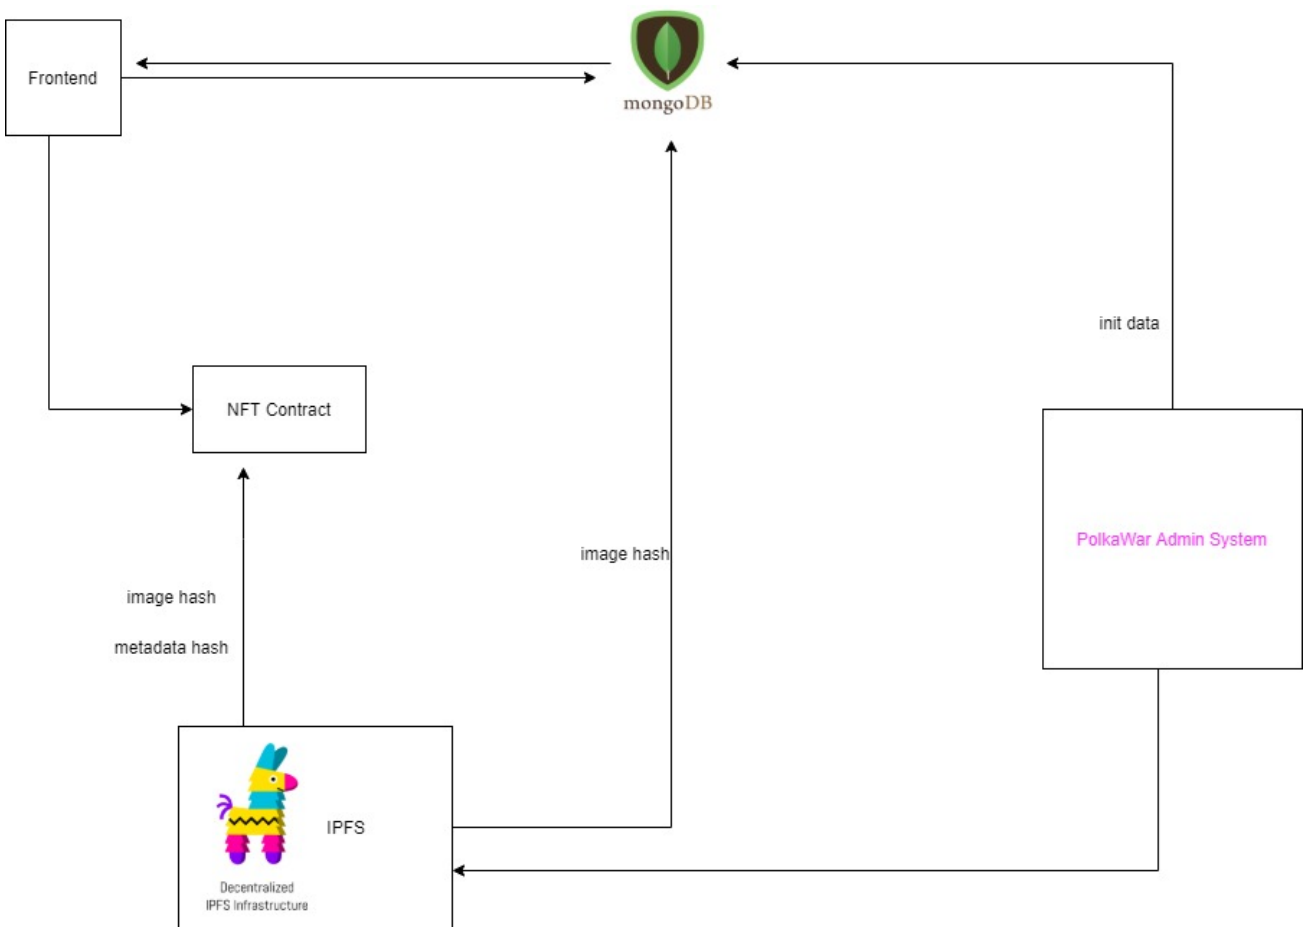 Frontend
mongoDB
init data
NFT Contract
PolkaWar Admin System
image hash
image hash
metadata hash
IPFS
Decentralized
IPFS Infrastructure